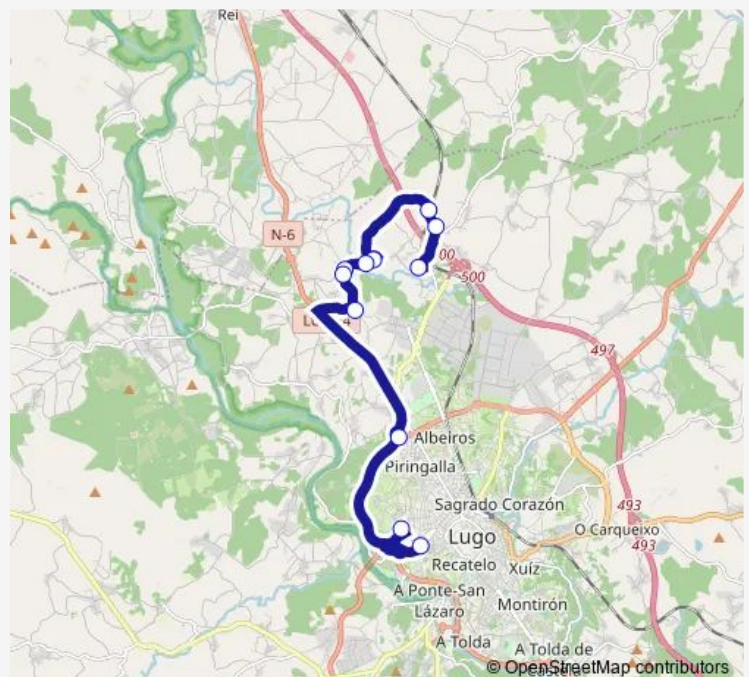 Rei
N-6
00
500
497
Albeiros
Piringalla
Sagrado Corazón
493
O Carqueixo
493
Lugo
Recatelo
Xuíz
A Ponte-San
Lázaro
Montirón
A Tolda
A Tolda de
© OpenStreetMap contributors